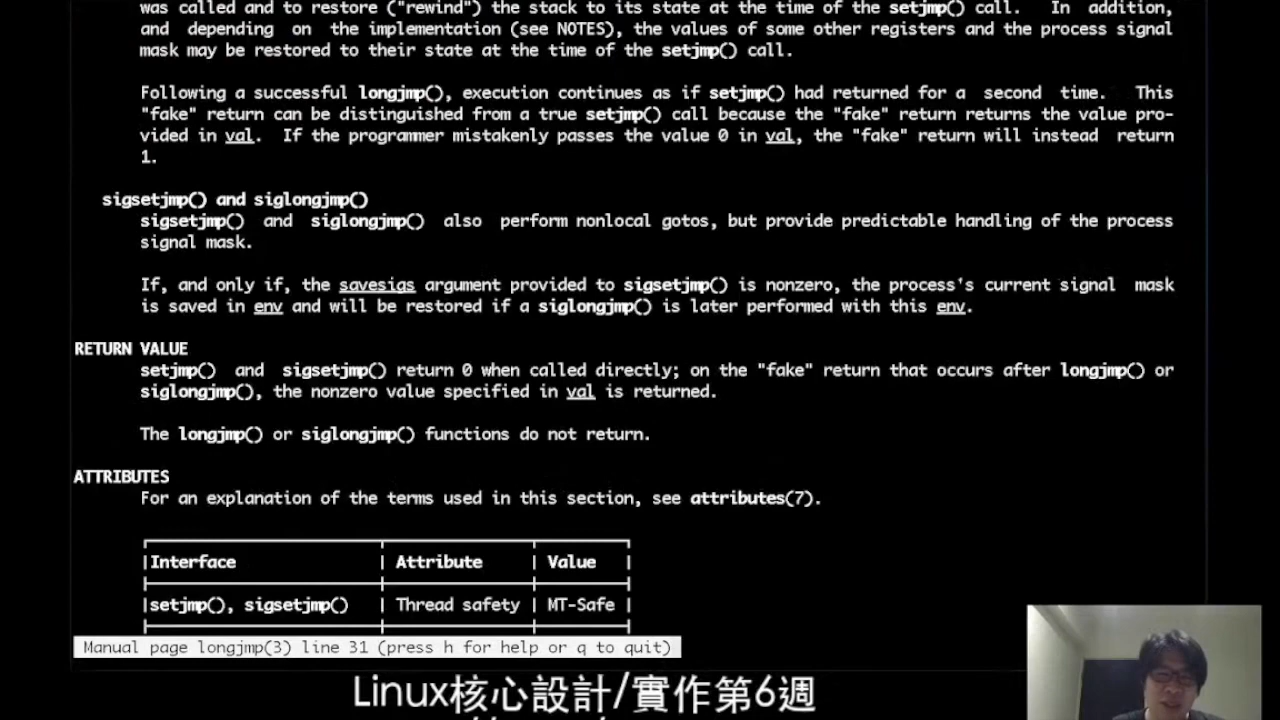 was called and to restore ("rewind") the stack to its state at the time of the setjmp() call. In addition,
and depending on the implementation (see NOTES), the values of some other registers and the process signal
mask may be restored to their state at the time of the setjmp() call.
Following a successful longjmp(), execution continues as if setjmp() had returned for a second time. This
"fake" return can be distinguished from a true setjmp() call because the "fake" return returns the value pro-
vided in val. If the programmer mistakenly passes the value 0 in val, the "fake" return will instead return
1.
sigsetjmp() and siglongjmp()
sigsetjmp() and siglongjmp() also perform nonlocal gotos, but provide predictable handling of the process
signal mask.
If, and only if, the savesigs argument provided to sigsetjmp() is nonzero, the process's current signal mask
is saved in env and will be restored if a siglongjmp() is later performed with this env.
RETURN VALUE
setjmp() and sigsetjmp() return 0 when called directly; on the "fake" return that occurs after longjmp() or
siglongjmp(), the nonzero value specified in val is returned.
The longjmp() or siglongjmp() functions do not return.
ATTRIBUTES
For an explanation of the terms used in this section, see attributes(7).
Interface Attribute Value
setjmp(), sigsetjmp() Thread safety MT-Safe
Manual page longjmp(3) line 31 (press h for help or q to quit)
Linux核心設計/實作第6週